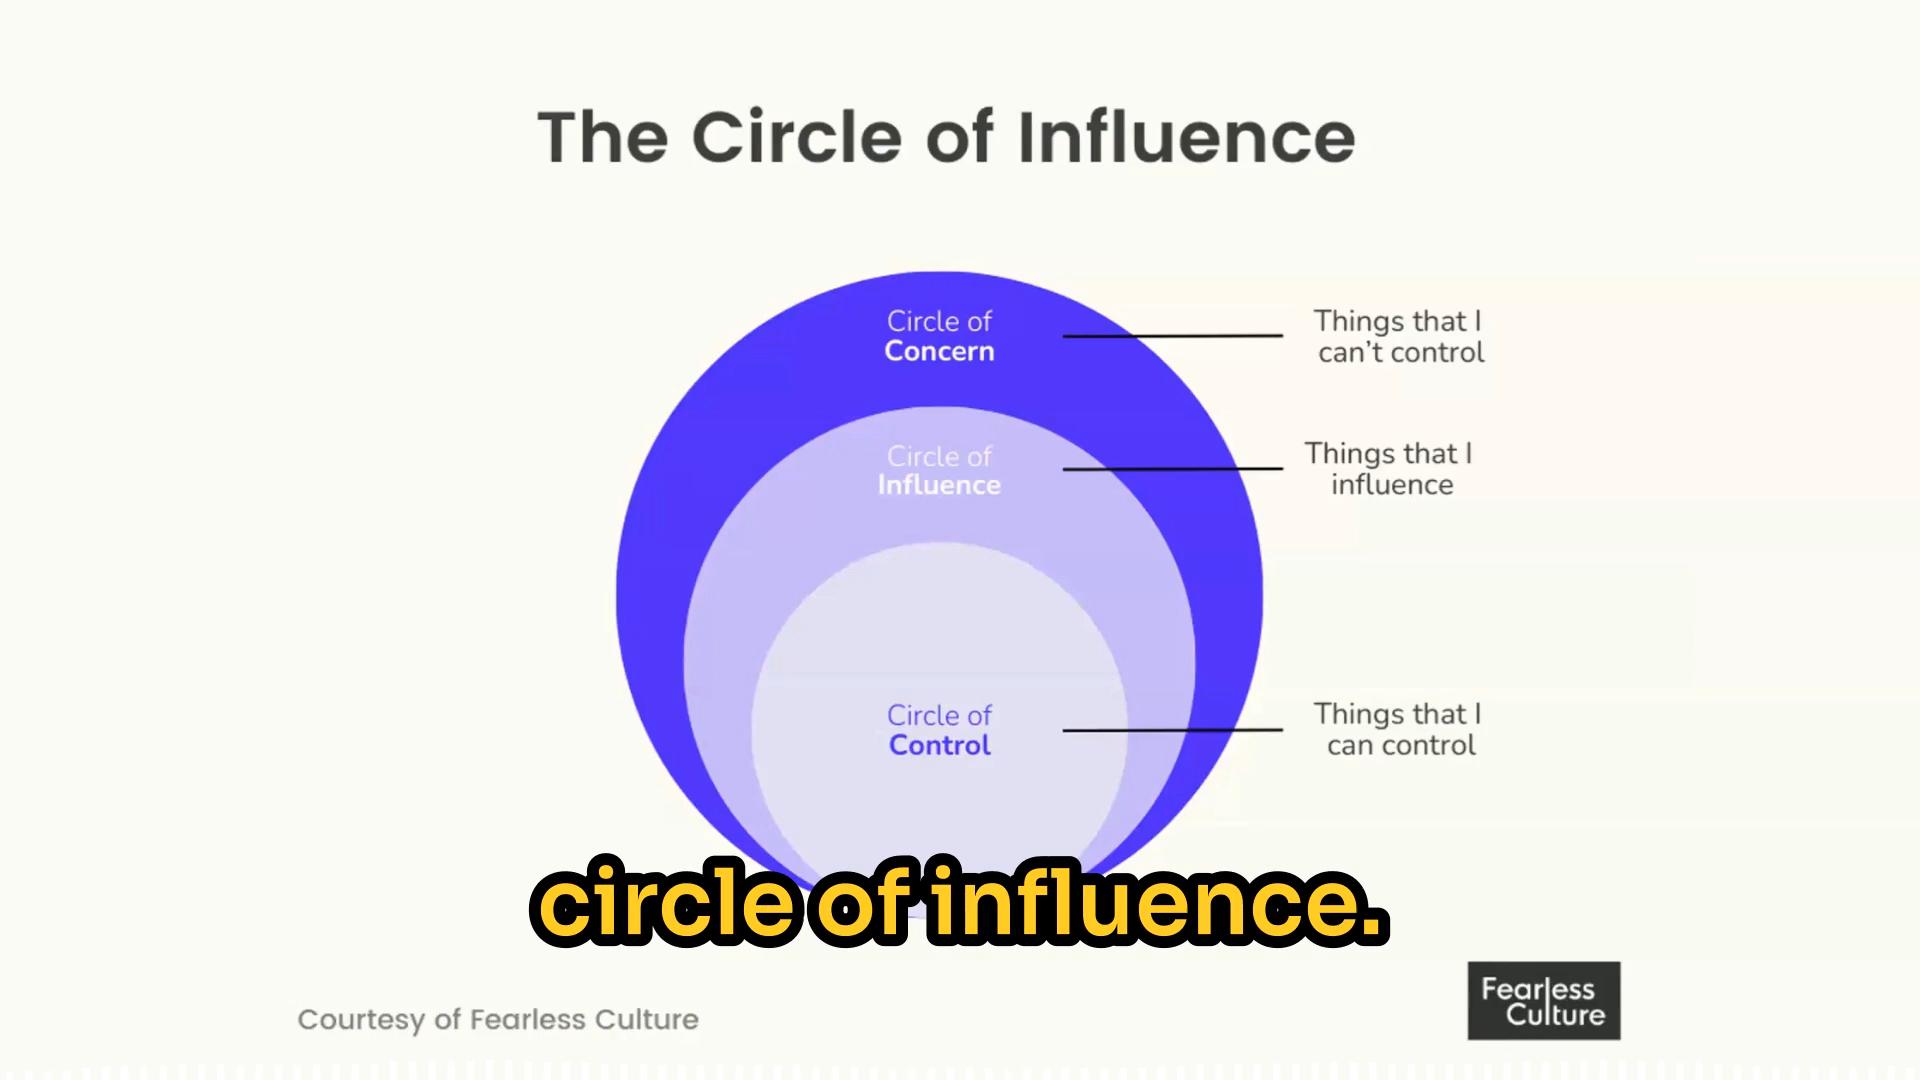 The Circle of Influence
Circle of
Concern
Things that I
can't control
Circle of
Influence
Things that I
influence
Circle of
Control
Things that I
can control
circle of influence.
Courtesy of Fearless Culture
Fearless
Culture